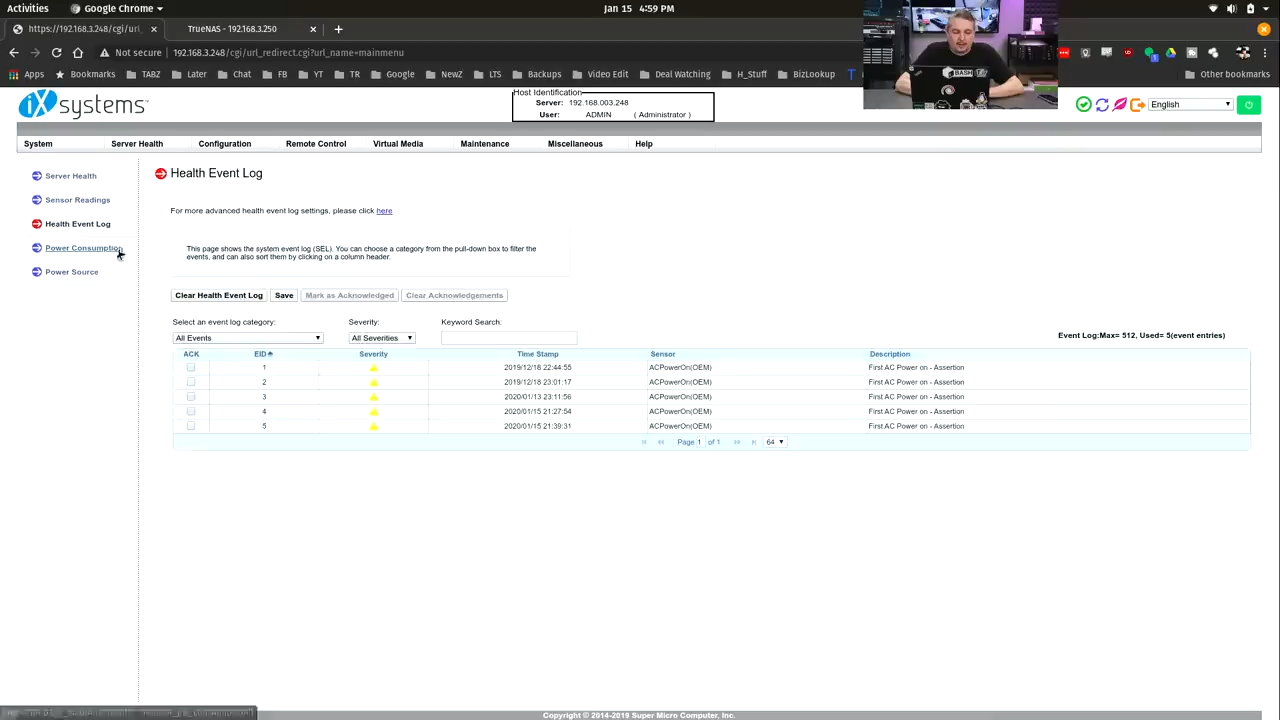 Activities
Google Chrome
Jan 15 4:59 PM
https://192.168.3.248/cgi/url
TrueNAS - 192.168.3.250
Not secure
192.168.3.248/cgi/url_redirect.cgi?url_name=mainmenu
Apps
Bookmarks
TABZ
Later
Chat
FB
YT
TR
Google
LTS
Backups
Video Edit
Deal Watching
H_Stuff
BizLookup
Other bookmarks
BASH
iXsystems
Host Identification
Server: 192.168.003.248
User: ADMIN ( Administrator )
English
System
Server Health
Configuration
Remote Control
Virtual Media
Maintenance
Miscellaneous
Help
Server Health
Sensor Readings
Health Event Log
Power Consumption
Power Source
Health Event Log
For more advanced health event log settings, please click here
This page shows the system event log (SEL). You can choose a category from the pull-down box to filter the
events, and can also sort them by clicking on a column header.
Clear Health Event Log
Save
Mark as Acknowledged
Clear Acknowledgements
Select an event log category:
Severity:
Keyword Search:
All Events
All Severities
Event Log:Max= 512, Used= 5(event entries)
ACK EID Severity Time Stamp Sensor Description
1 2019/12/18 22:44:55 ACPowerOn(OEM) First AC Power on - Assertion
2 2019/12/18 23:01:17 ACPowerOn(OEM) First AC Power on - Assertion
3 2020/01/13 23:11:56 ACPowerOn(OEM) First AC Power on - Assertion
4 2020/01/15 21:27:54 ACPowerOn(OEM) First AC Power on - Assertion
5 2020/01/15 21:39:31 ACPowerOn(OEM) First AC Power on - Assertion
Page 1 of 1
64
Copyright © 2014-2019 Super Micro Computer, Inc.